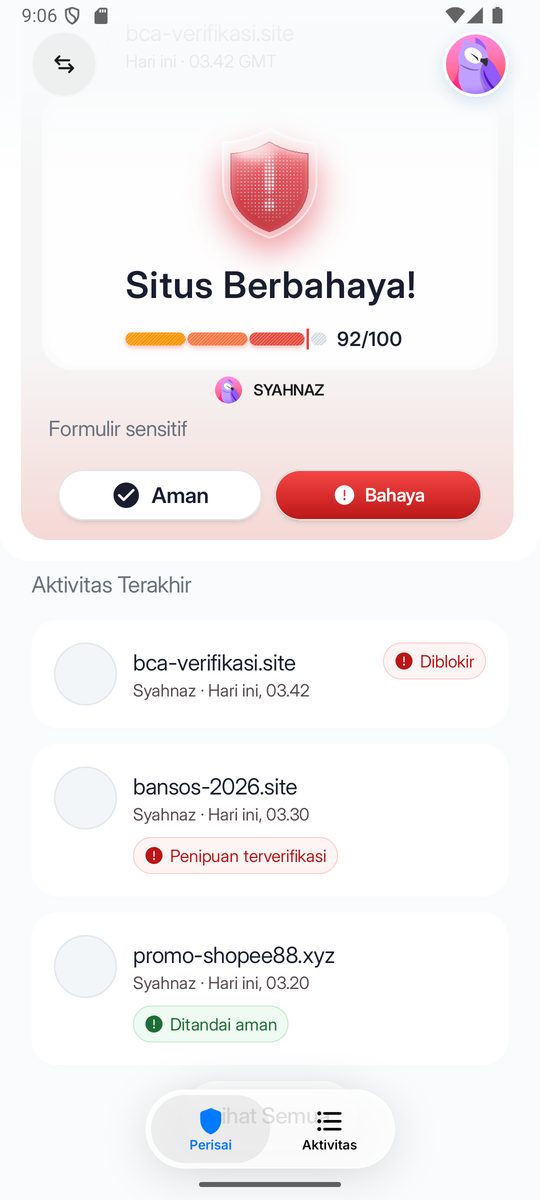 9:06
bca-verifikasi.site
Hari ini · 03.42 GMT
Situs Berbahaya!
92/100
SYAHNAZ
Formulir sensitif
Aman
Bahaya
Aktivitas Terakhir
bca-verifikasi.site
Diblokir
Syahnaz · Hari ini, 03.42
bansos-2026.site
Syahnaz · Hari ini, 03.30
Penipuan terverifikasi
promo-shopee88.xyz
Syahnaz · Hari ini, 03.20
Ditandai aman
Lihat Semua
Perisai
Aktivitas